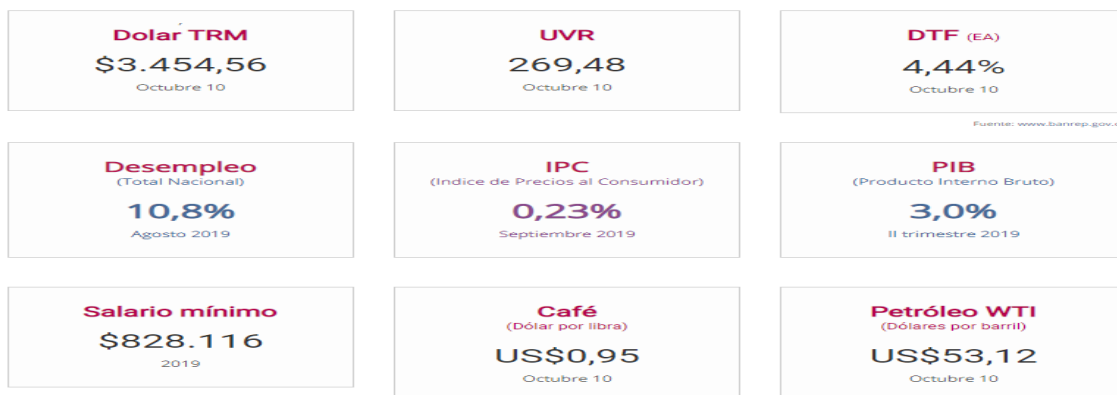 Dolar TRM
$3.454,56
Octubre 10
UVR
269,48
Octubre 10
DTF (EA)
4,44%
Octubre 10
Fuente: www.banrep.gov.
Desempleo
(Total Nacional)
10,8%
Agosto 2019
IPC
(Indice de Precios al Consumidor)
0,23%
Septiembre 2019
PIB
(Producto Interno Bruto)
3,0%
II trimestre 2019
Salario mínimo
$828.116
2019
Café
(Dólar por libra)
US$0,95
Octubre 10
Petróleo WTI
(Dólares por barril)
US$53,12
Octubre 10